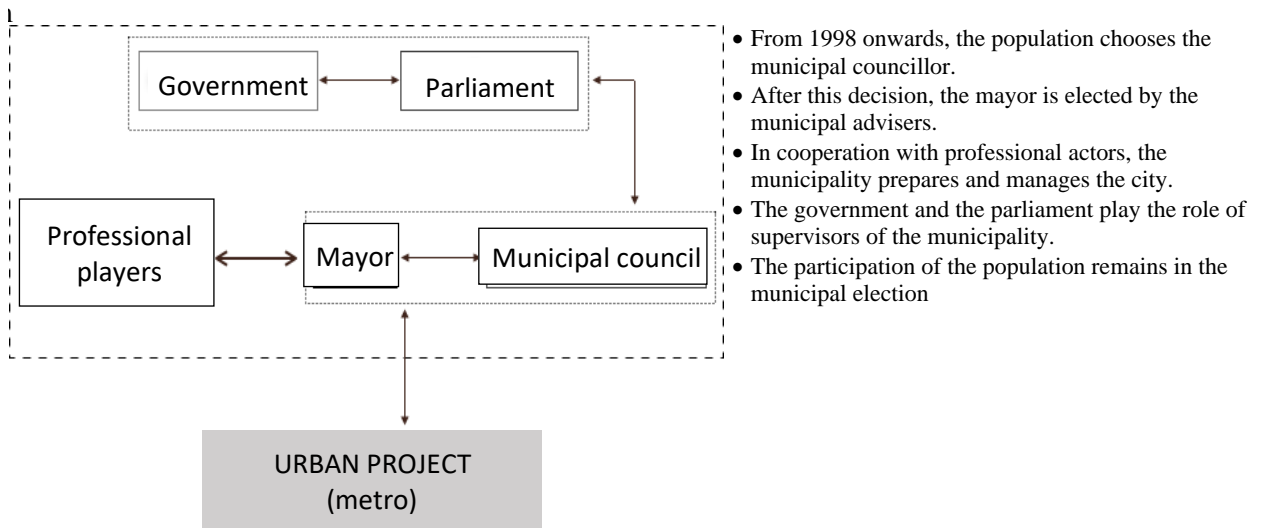 Government
Parliament
Professional
players
Mayor
Municipal council
URBAN PROJECT
(metro)
• From 1998 onwards, the population chooses the
municipal councillor.
• After this decision, the mayor is elected by the
municipal advisers.
• In cooperation with professional actors, the
municipality prepares and manages the city.
• The government and the parliament play the role of
supervisors of the municipality.
• The participation of the population remains in the
municipal election